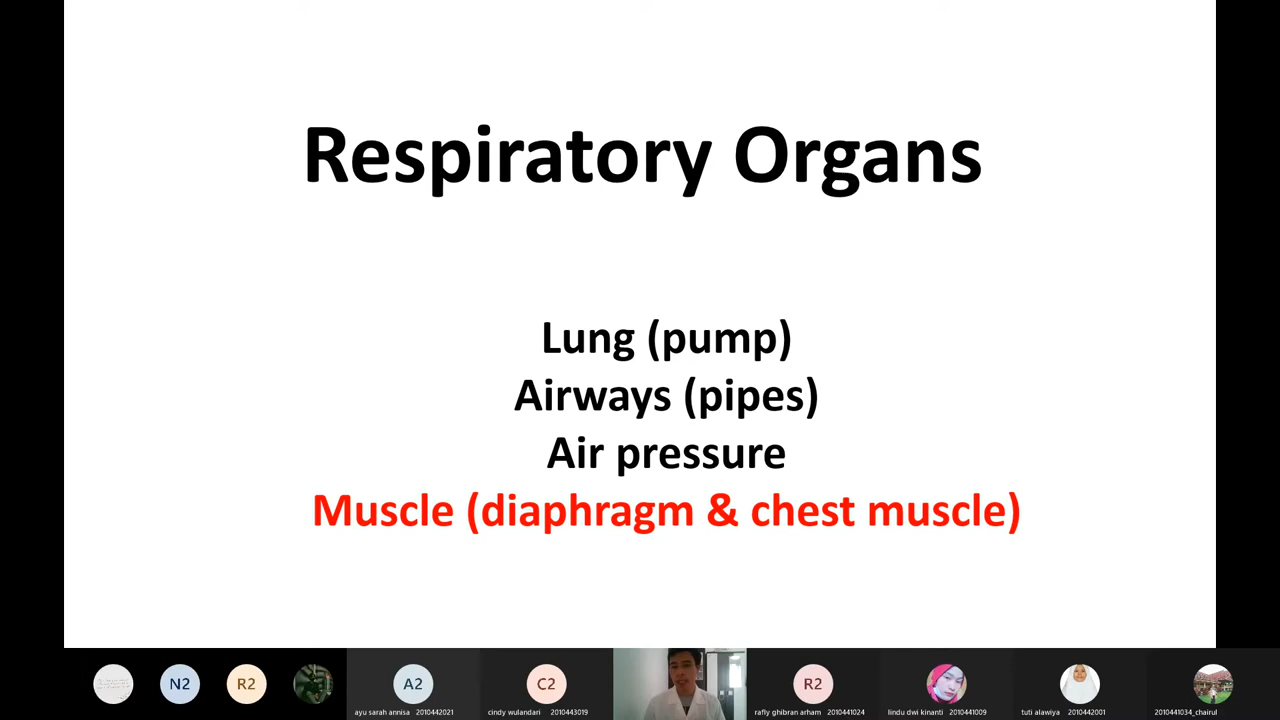 Respiratory Organs
Lung (pump)
Airways (pipes)
Air pressure
Muscle (diaphragm & chest muscle)
N2
R2
A2
C2
R2
ayu sarah annisa 2010442021
cindy wulandari 2010443019
rafly ghibran arham 2010441024
lindu dwi kinanti 2010441009
tuti alawiya 2010442001
2010441034_chairul